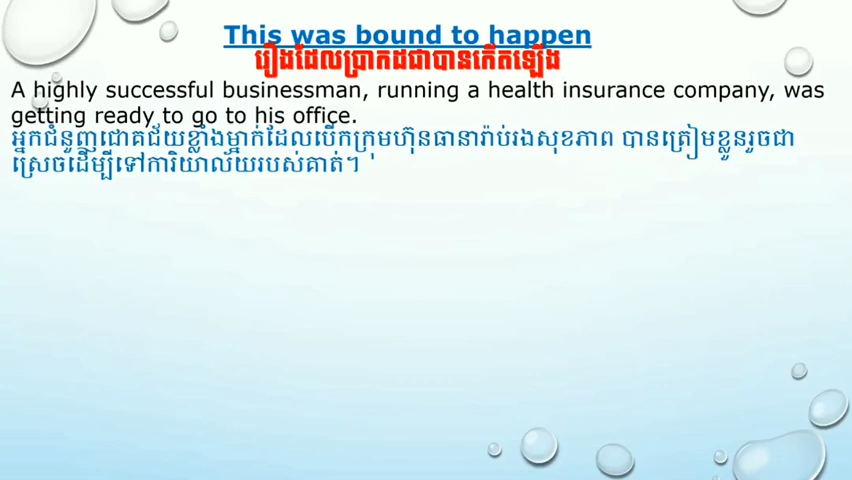 This was bound to happen
រឿងដែលប្រាកដជាបានកើតឡើង
A highly successful businessman, running a health insurance company, was
getting ready to go to his office.
អ្នកជំនួញជោគជ័យខ្លាំងម្នាក់ដែលបើកក្រុមហ៊ុនធានារ៉ាប់រងសុខភាព បានត្រៀមខ្លួនរួចជា
ស្រេចដើម្បីទៅការិយាល័យរបស់គាត់។